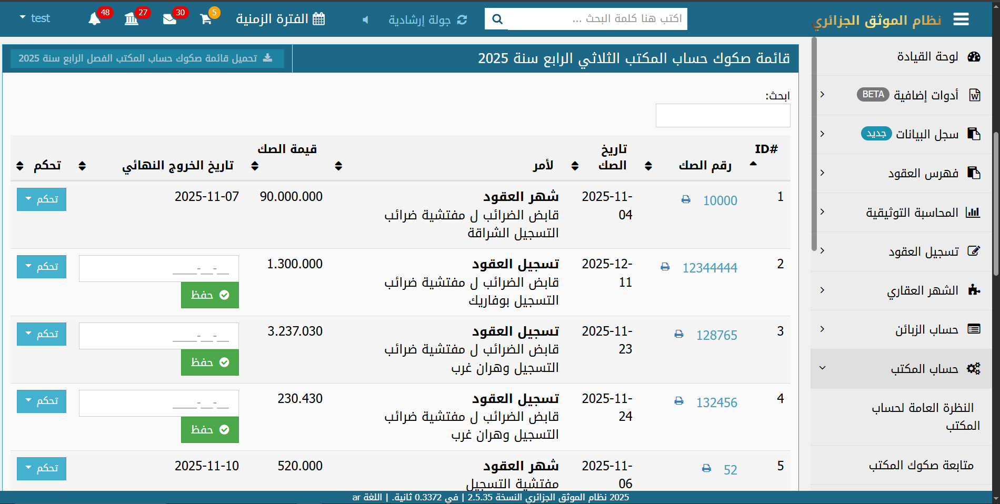 نظام الموثق الجزائري
اكتب هنا كلمة البحث ...
جولة إرشادية
الفترة الزمنية
5
30
27
48
test
لوحة القيادة
أدوات إضافية BETA
سجل البيانات جديد
فهرس العقود
المحاسبة التوثيقية
تسجيل العقود
الشهر العقاري
حساب الزبائن
حساب المكتب
النظرة العامة لحساب
المكتب
متابعة صكوك المكتب
قائمة صكوك حساب المكتب الثلاثي الرابع سنة 2025
تحميل قائمة صكوك حساب المكتب الفصل الرابع سنة 2025
ابحث:
ID#
رقم الصك
تاريخ
الصك
لأمر
قيمة الصك
تاريخ الخروج النهائي
تحكم
1
10000
2025-11-
04
شهر العقود
قابض الضرائب ل مفتشية ضرائب
التسجيل الشراقة
90.000.000
2025-11-07
تحكم
2
12344444
2025-12-
11
تسجيل العقود
قابض الضرائب ل مفتشية ضرائب
التسجيل بوفاريك
1.300.000
____-__-__
حفظ
تحكم
3
128765
2025-11-
23
تسجيل العقود
قابض الضرائب ل مفتشية ضرائب
التسجيل وهران غرب
3.237.030
____-__-__
حفظ
تحكم
4
132456
2025-11-
24
تسجيل العقود
قابض الضرائب ل مفتشية ضرائب
التسجيل وهران غرب
230.430
____-__-__
حفظ
تحكم
5
52
2025-11-
06
شهر العقود
مفتشية التسجيل
520.000
2025-11-10
تحكم
2025 نظام الموثق الجزائري النسخة 2.5.35 | في 0.3372 ثانية. | اللغة ar